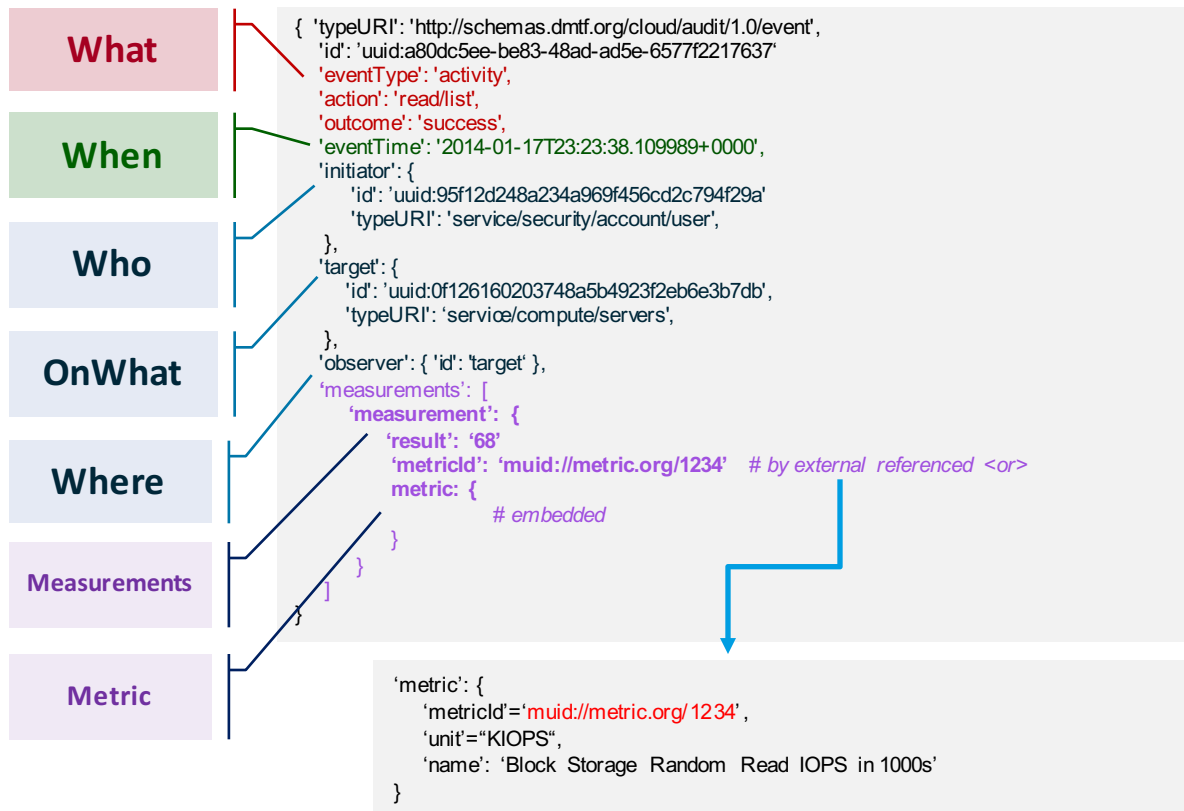 What
When
Who
OnWhat
Where
Measurements
Metric
{ 'typeURI': 'http://schemas.dmtf.org/cloud/audit/1.0/event',
'id': ’uuid:a80dc5ee-be83-48ad-ad5e-6577f2217637‘
'eventType': 'activity',
'action': 'read/list',
'outcome': 'success',
'eventTime': '2014-01-17T23:23:38.109989+0000',
'initiator': {
'id': ’uuid:95f12d248a234a969f456cd2c794f29a'
'typeURI': 'service/security/account/user',
},
'target': {
'id': ’uuid:0f126160203748a5b4923f2eb6e3b7db',
'typeURI': ‘service/compute/servers',
},
'observer': { 'id': 'target‘ },
‘measurements’: [
‘measurement’: {
‘result’: ‘68’
‘metricId’: ‘muid://metric.org/1234’ # by external referenced <or>
metric: {
# embedded
}
}
]
}
‘metric’: {
‘metricId’=‘muid://metric.org/1234’,
‘unit’=“KIOPS“,
‘name’: ‘Block Storage Random Read IOPS in 1000s’
}